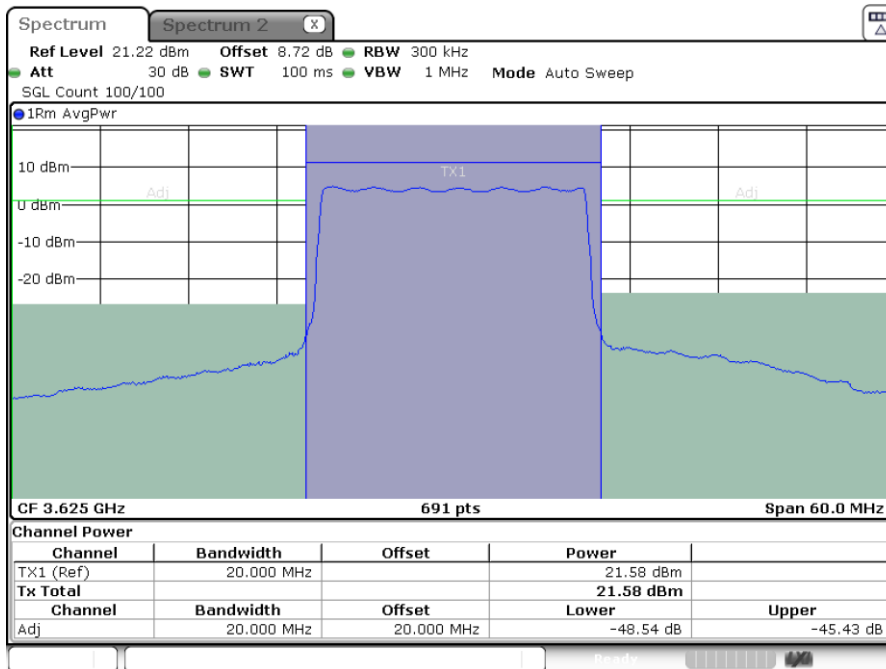 Spectrum Spectrum 2 X
Ref Level 21.22 dBm Offset 8.72 dB RBW 300 kHz
Att 30 dB SWT 100 ms VBW 1 MHz Mode Auto Sweep
SGL Count 100/100
1Rm AvgPwr
10 dBm
TX1
Adj Adj
0 dBm
-10 dBm
-20 dBm
CF 3.625 GHz 691 pts Span 60.0 MHz
Channel Power
Channel Bandwidth Offset Power
TX1 (Ref) 20.000 MHz 21.58 dBm
Tx Total 21.58 dBm
Channel Bandwidth Offset Lower Upper
Adj 20.000 MHz 20.000 MHz -48.54 dB -45.43 dB
Ready